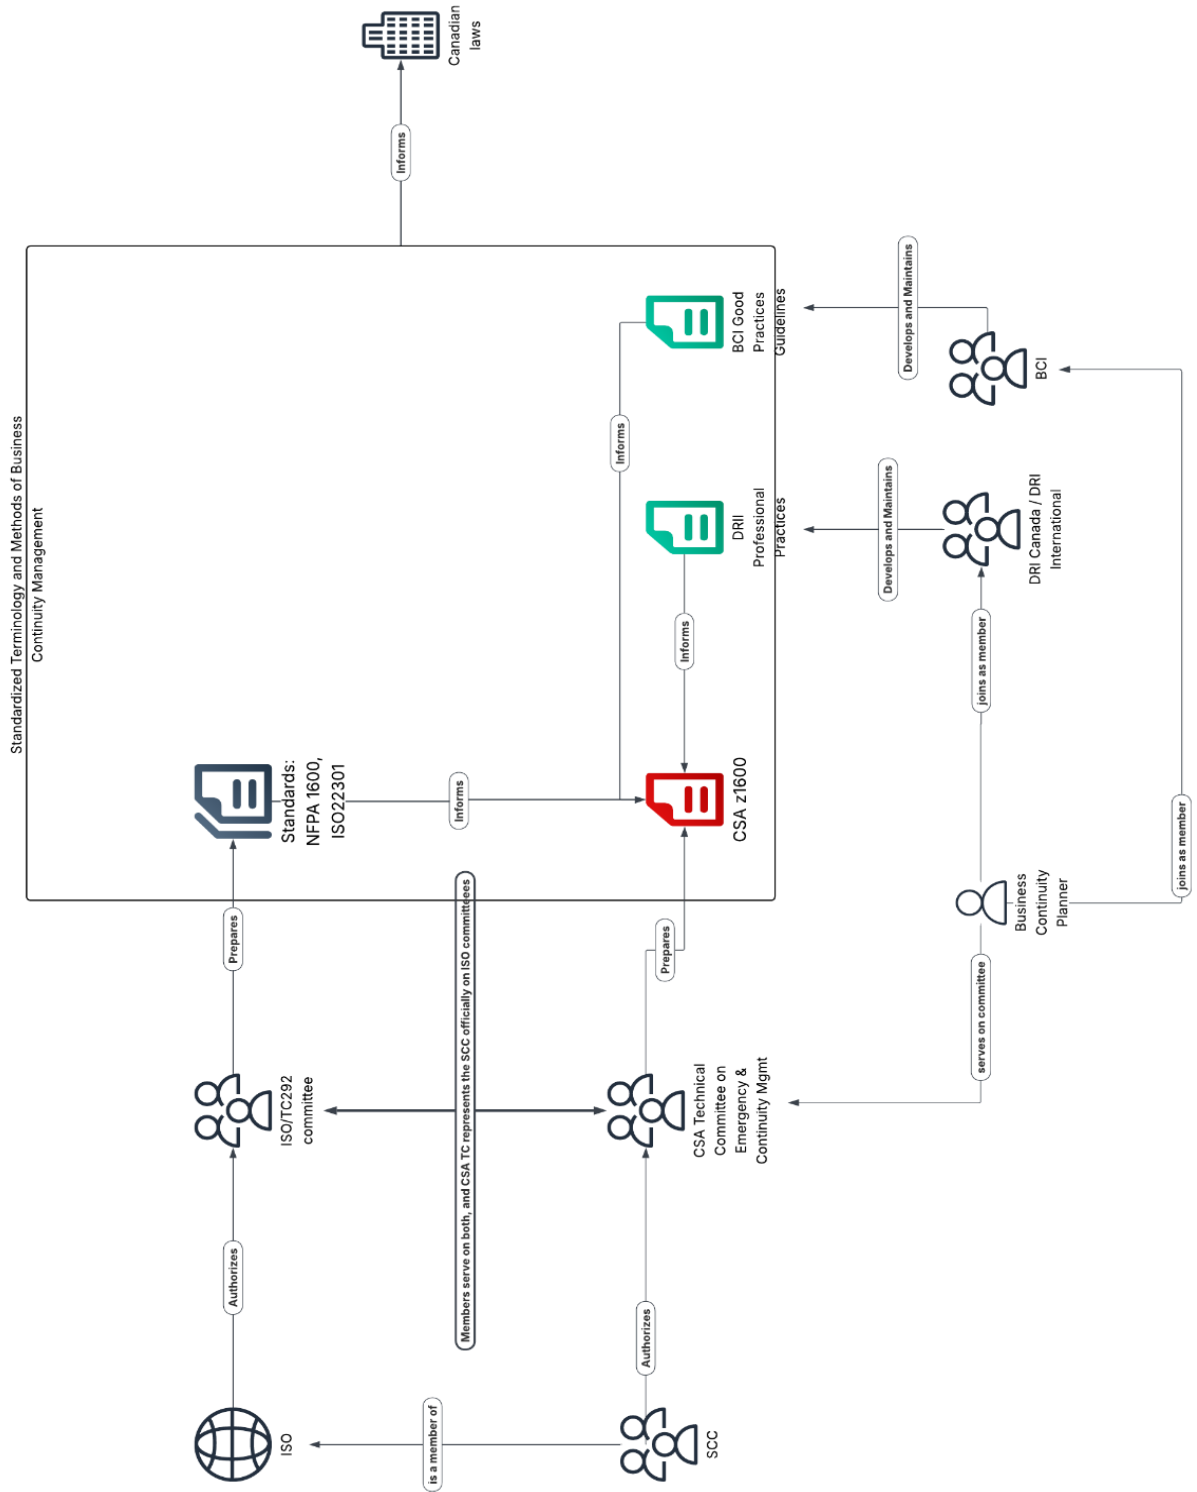 Standardized Terminology and Methods of Business
Continuity Management
ISO
Authorizes
ISO/TC292
committee
Prepares
Standards:
NFPA 1600,
ISO22301
Informs
Canadian
laws
is a member of
Members serve on both, and CSA TC represents the SCC officially on ISO committeees
Informs
Informs
SCC
Authorizes
CSA Technical
Committee on
Emergency &
Continuity Mgmt
Prepares
CSA z1600
Informs
DRII
Professional
Practices
BCI Good
Practices
Guidelines
Develops and Maintains
Develops and Maintains
serves on committee
Business
Continuity
Planner
joins as member
DRI Canada / DRI
International
BCI
joins as member